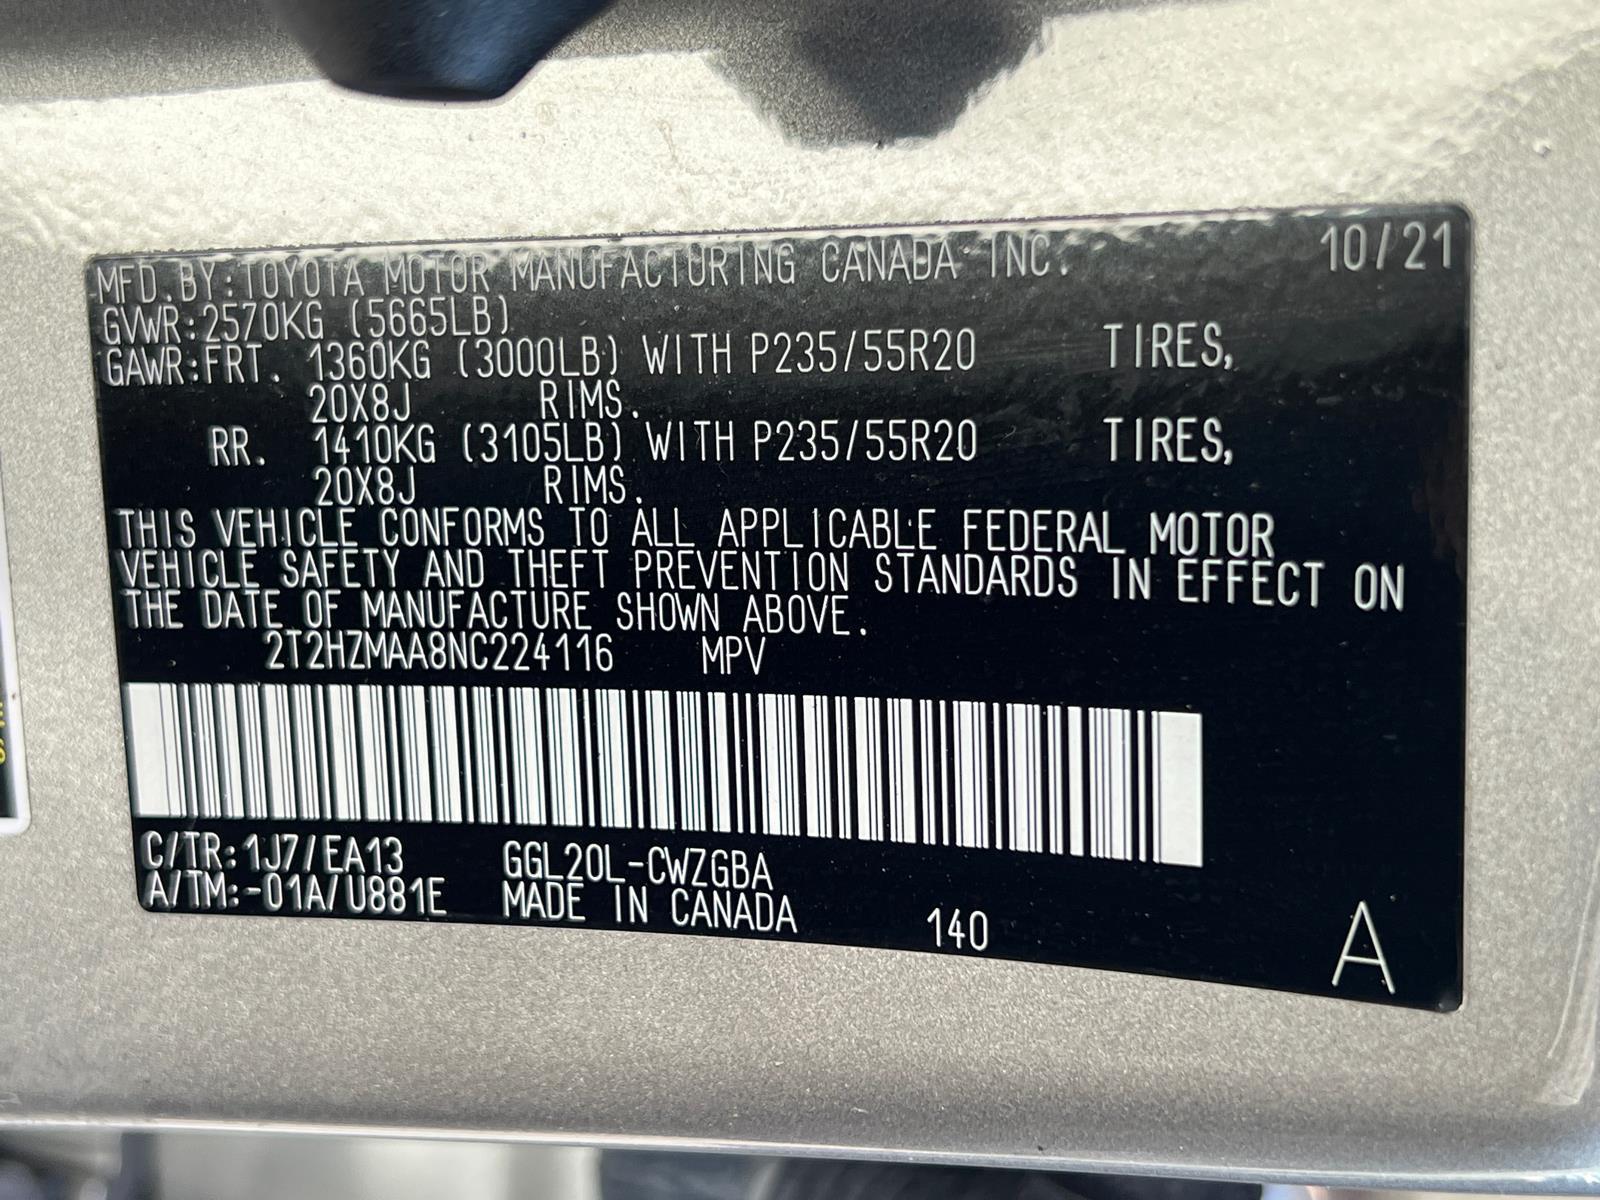 MFD.BY:TOYOTA MOTOR MANUFACTURING CANADA INC. 10/21
GVWR:2570KG (5665LB)
GAWR:FRT. 1360KG (3000LB) WITH P235/55R20 TIRES,
20X8J RIMS.
RR. 1410KG (3105LB) WITH P235/55R20 TIRES,
20X8J RIMS.
THIS VEHICLE CONFORMS TO ALL APPLICABLE FEDERAL MOTOR
VEHICLE SAFETY AND THEFT PREVENTION STANDARDS IN EFFECT ON
THE DATE OF MANUFACTURE SHOWN ABOVE.
2T2HZMAA8NC224116 MPV
C/TR:1J7/EA13 GGL20L-CWZGBA
A/TM:-01A/U881E MADE IN CANADA 140 A